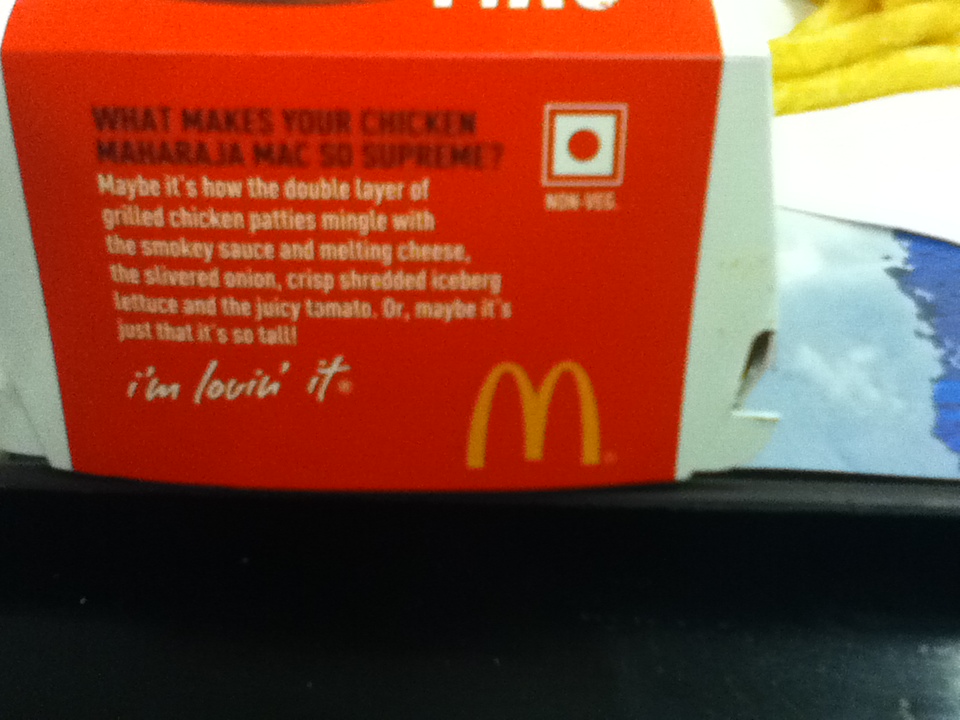 WHAT MAKES YOUR CHICKEN
MAHARAJA MAC SO SUPREME?
Maybe it's how the double layer of
grilled chicken patties mingle with
the smokey sauce and melting cheese,
the slivered onion, crisp shredded iceberg
lettuce and the juicy tomato. Or, maybe it's
just that it's so tall!
NON-VEG.
i'm lovin' it®